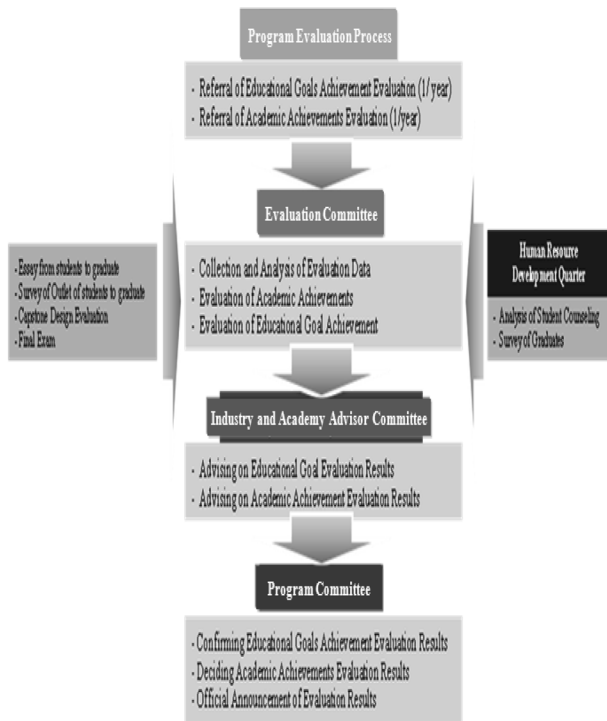 Program Evaluation Process
- Referral of Educational Goals Achievement Evaluation (1/ year)
- Referral of Academic Achievements Evaluation (1/year)
Evaluation Committee
- Collection and Analysis of Evaluation Data
- Evaluation of Academic Achievements
- Evaluation of Educational Goal Achievement
- Essay from students to graduate
- Survey of Outlet of students to graduate
- Capstone Design Evaluation
- Final Exam
Human Resource
Development Quarter
- Analysis of Student Counseling
- Survey of Graduates
Industry and Academy Advisor Committee
- Advising on Educational Goal Evaluation Results
- Advising on Academic Achievement Evaluation Results
Program Committee
- Confirming Educational Goals Achievement Evaluation Results
- Deciding Academic Achievements Evaluation Results
- Official Announcement of Evaluation Results